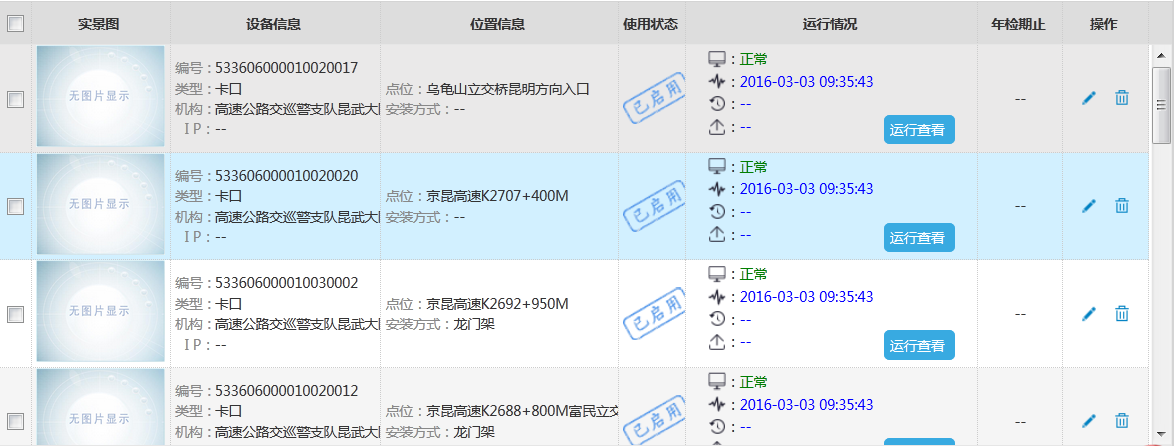 实景图 设备信息 位置信息 使用状态 运行情况 年检期止 操作
无图片显示
编号：533606000010020017
类型：卡口
机构：高速公路交巡警支队昆武大
I P：--
点位：乌龟山立交桥昆明方向入口
安装方式：--
已启用
：正常
：2016-03-03 09:35:43
：--
：--
运行查看
--
无图片显示
编号：533606000010020020
类型：卡口
机构：高速公路交巡警支队昆武大
I P：--
点位：京昆高速K2707+400M
安装方式：--
已启用
：正常
：2016-03-03 09:35:43
：--
：--
运行查看
--
无图片显示
编号：533606000010030002
类型：卡口
机构：高速公路交巡警支队昆武大
I P：--
点位：京昆高速K2692+950M
安装方式：龙门架
已启用
：正常
：2016-03-03 09:35:43
：--
：--
运行查看
--
无图片显示
编号：533606000010020012
类型：卡口
机构：高速公路交巡警支队昆武大
点位：京昆高速K2688+800M富民立交
安装方式：龙门架
已启用
：正常
：2016-03-03 09:35:43
：--
--